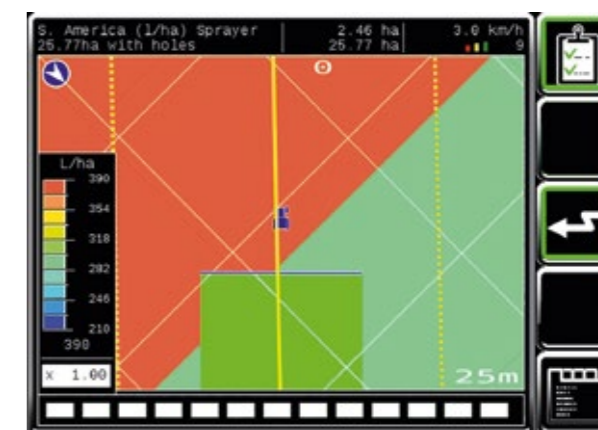 S. America (l/ha) Sprayer
25.77ha with holes
2.46 ha
25.77 ha
3.0 km/h
9
L/ha
390
354
318
282
246
210
390
x 1.00
25m